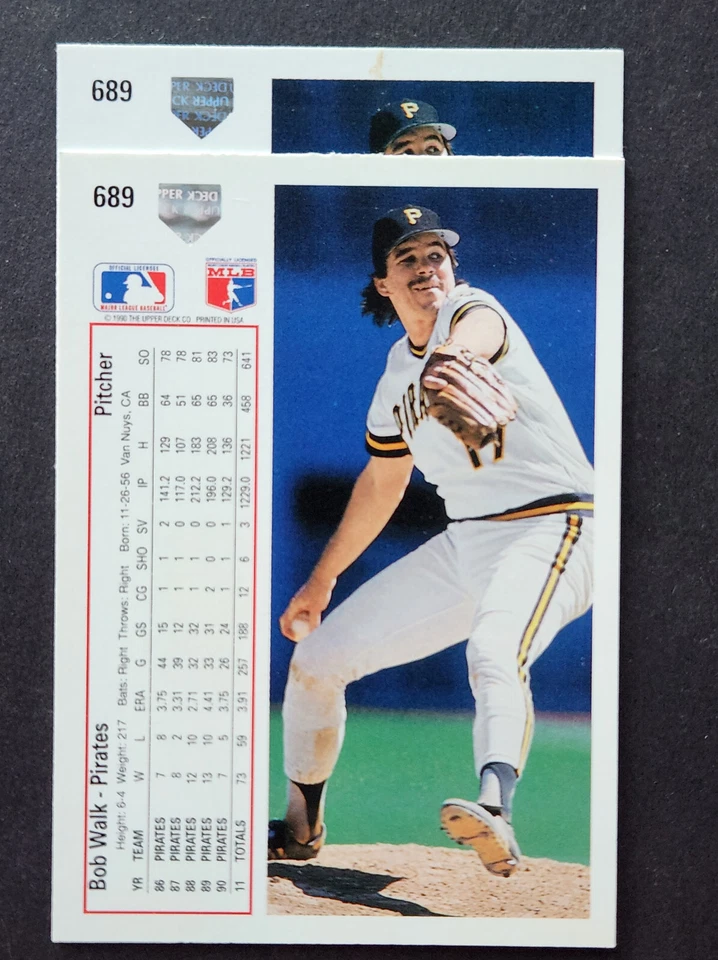 689
UPPER DECK
689
UPPER DECK
OFFICIAL LICENSEE
MAJOR LEAGUE BASEBALL
OFFICIALLY LICENSED
MLB
© 1990 THE UPPER DECK CO. PRINTED IN USA
Bob Walk - Pirates Pitcher
Height: 6-4 Weight: 217 Bats: Right Throws: Right Born: 11-26-56 Van Nuys, CA
YR TEAM W L ERA G GS CG SHO SV IP H BB SO
86 PIRATES 7 8 3.75 44 15 1 1 2 141.2 129 64 78
87 PIRATES 8 2 3.31 39 12 1 1 0 117.0 107 51 78
88 PIRATES 12 10 2.71 32 32 1 1 0 212.2 183 65 81
89 PIRATES 13 10 4.41 33 31 2 0 0 196.0 208 65 83
90 PIRATES 7 5 3.75 26 24 1 1 1 129.2 136 36 73
11 TOTALS 73 59 3.91 257 188 12 6 3 1229.0 1221 458 641
P
P
PIRA
17